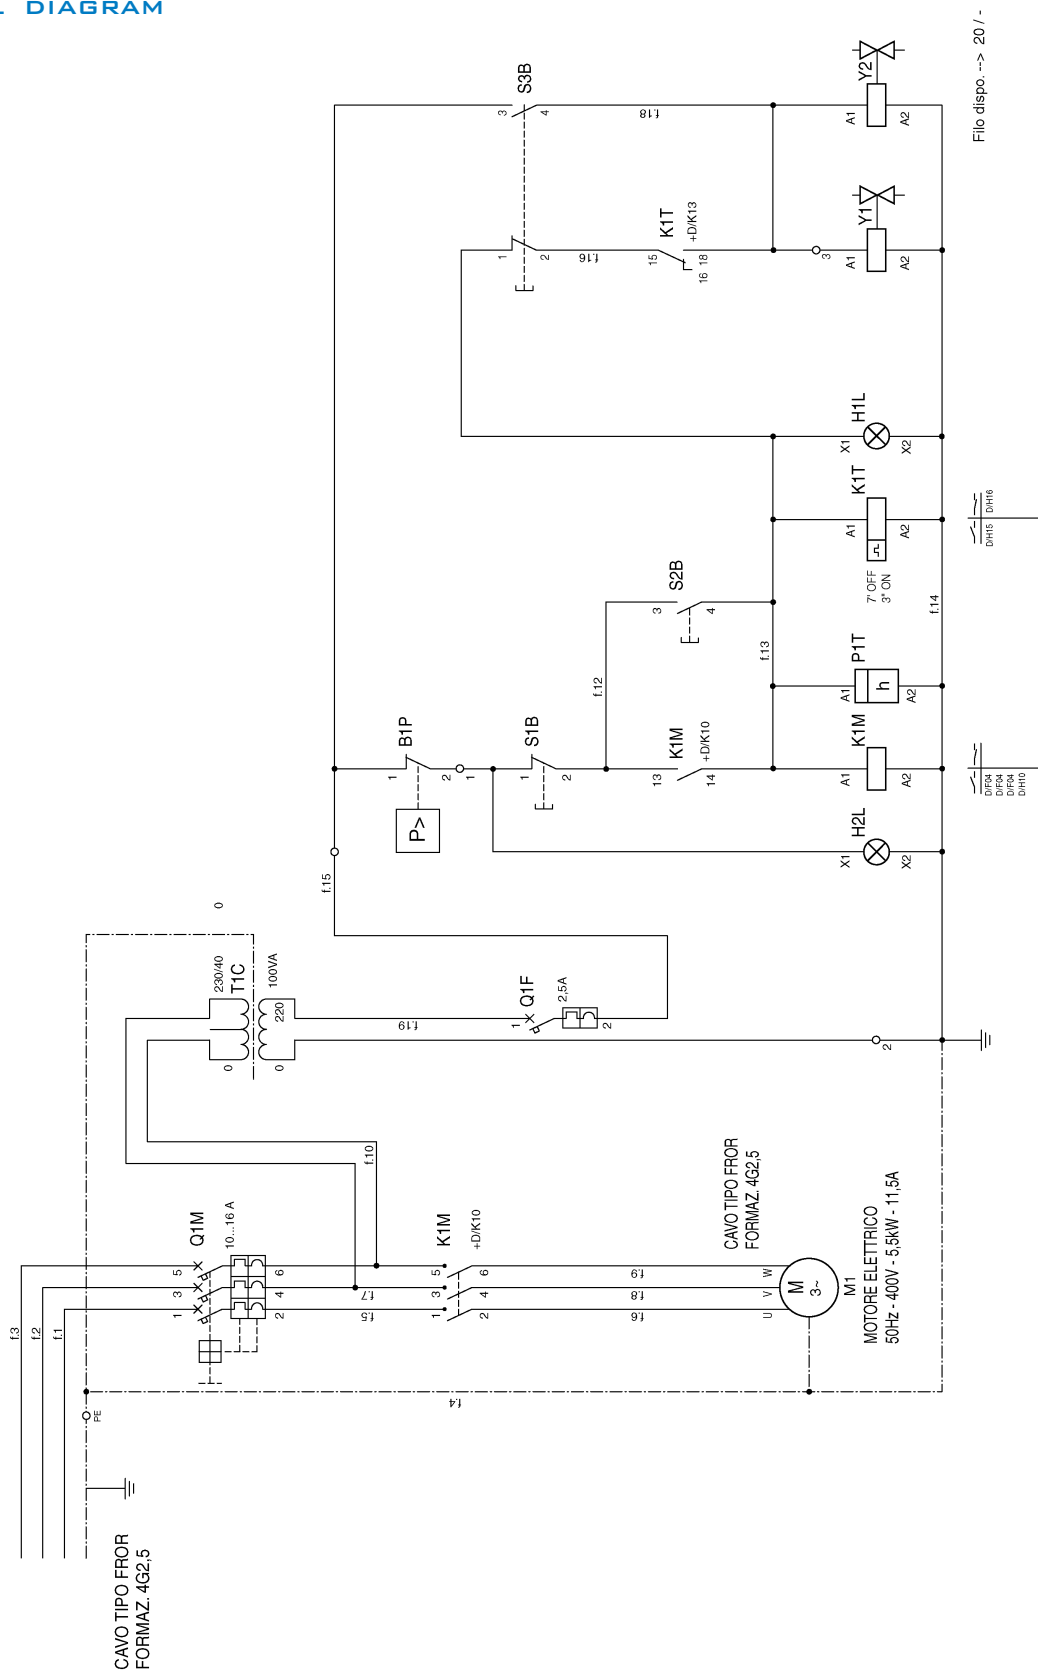 L DIAGRAM
Filo dispo. --> 20 / -
S3B
3
4
f.18
Y2
A1
A2
1
2
f.16
K1T
+D/K13
15
16
18
3
Y1
A1
A2
H1L
X1
X2
K1T
A1
A2
7' OFF
3" ON
D/H15
D/H16
S2B
3
4
f.12
f.13
f.14
P1T
h
A1
A2
B1P
1
2
P>
1
S1B
1
2
K1M
+D/K10
13
14
K1M
A1
A2
D/F04
D/F04
D/F04
D/H10
H2L
X1
X2
f.15
0
230/40
T1C
100VA
220
0
0
f.19
Q1F
2,5A
1
2
2
f.10
Q1M
10...16 A
5
3
1
6
4
2
f.7
f.5
K1M
+D/K10
5
3
1
6
4
2
f.9
f.8
f.6
CAVO TIPO FROR
FORMAZ. 4G2,5
W
V
U
M
3~
M1
MOTORE ELETTRICO
50Hz - 400V - 5,5kW - 11,5A
f.3
f.2
f.1
f.4
PE
CAVO TIPO FROR
FORMAZ. 4G2,5